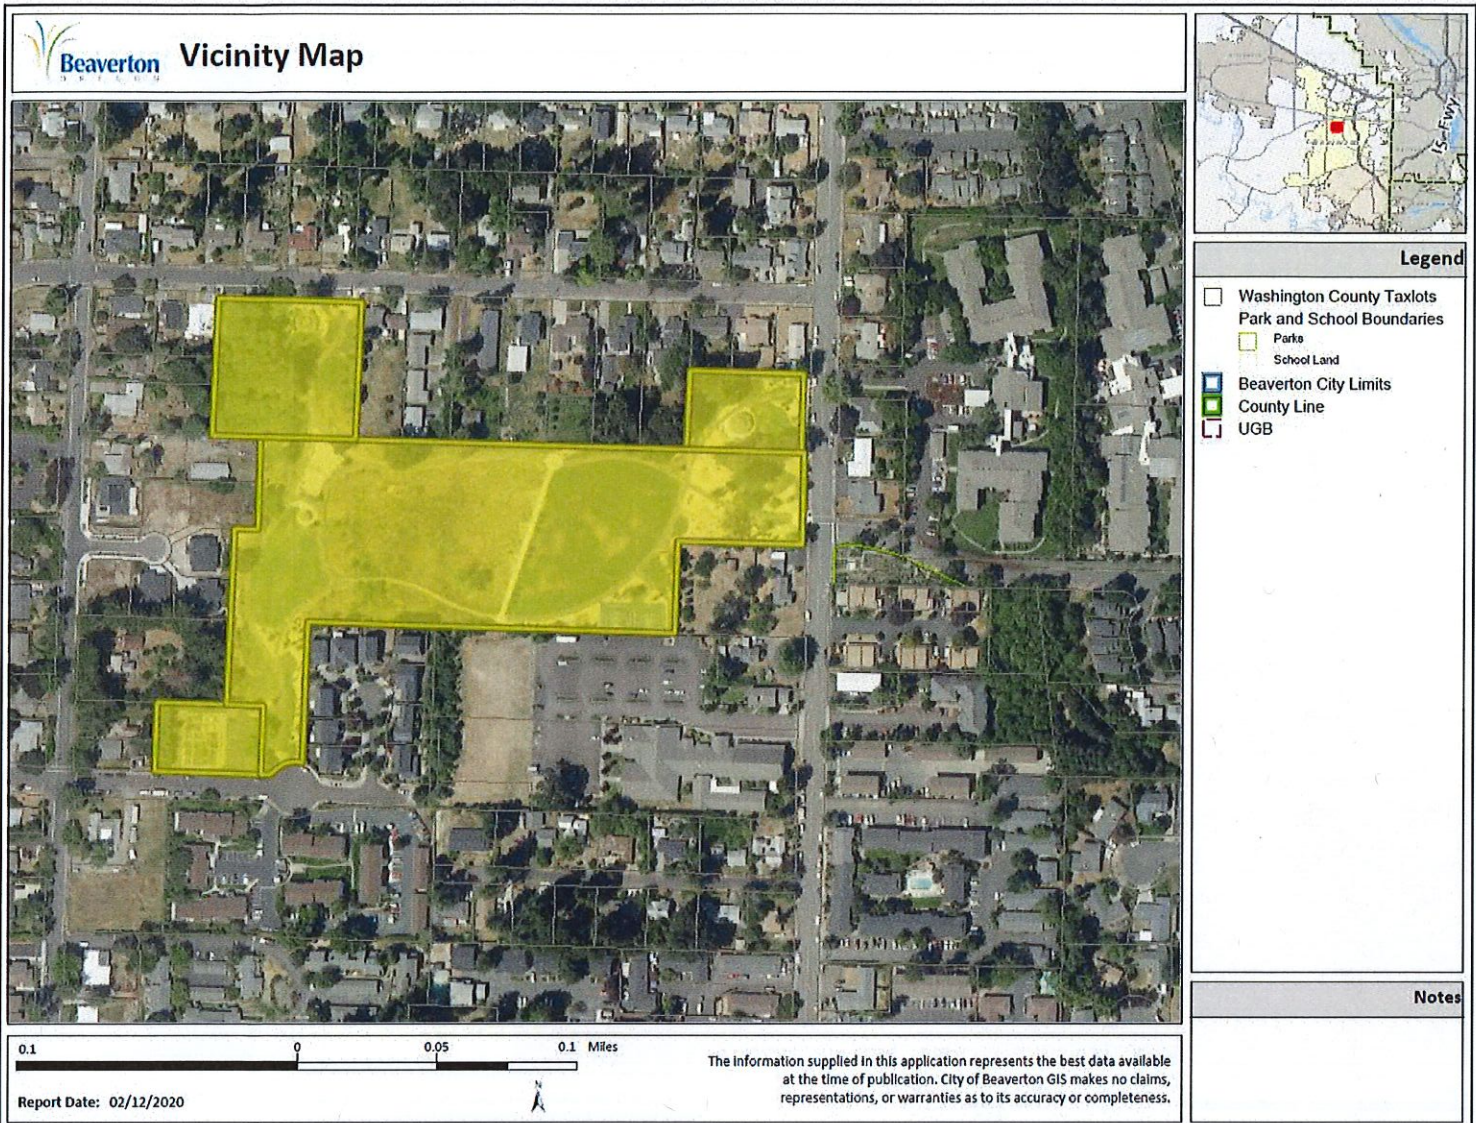 Beaverton
OREGON
Vicinity Map
Is. Fwy
Legend
Washington County Taxlots
Park and School Boundaries
Parks
School Land
Beaverton City Limits
County Line
UGB
Notes
0.1 0 0.05 0.1 Miles
Report Date: 02/12/2020
N
The information supplied in this application represents the best data available
at the time of publication. City of Beaverton GIS makes no claims,
representations, or warranties as to its accuracy or completeness.